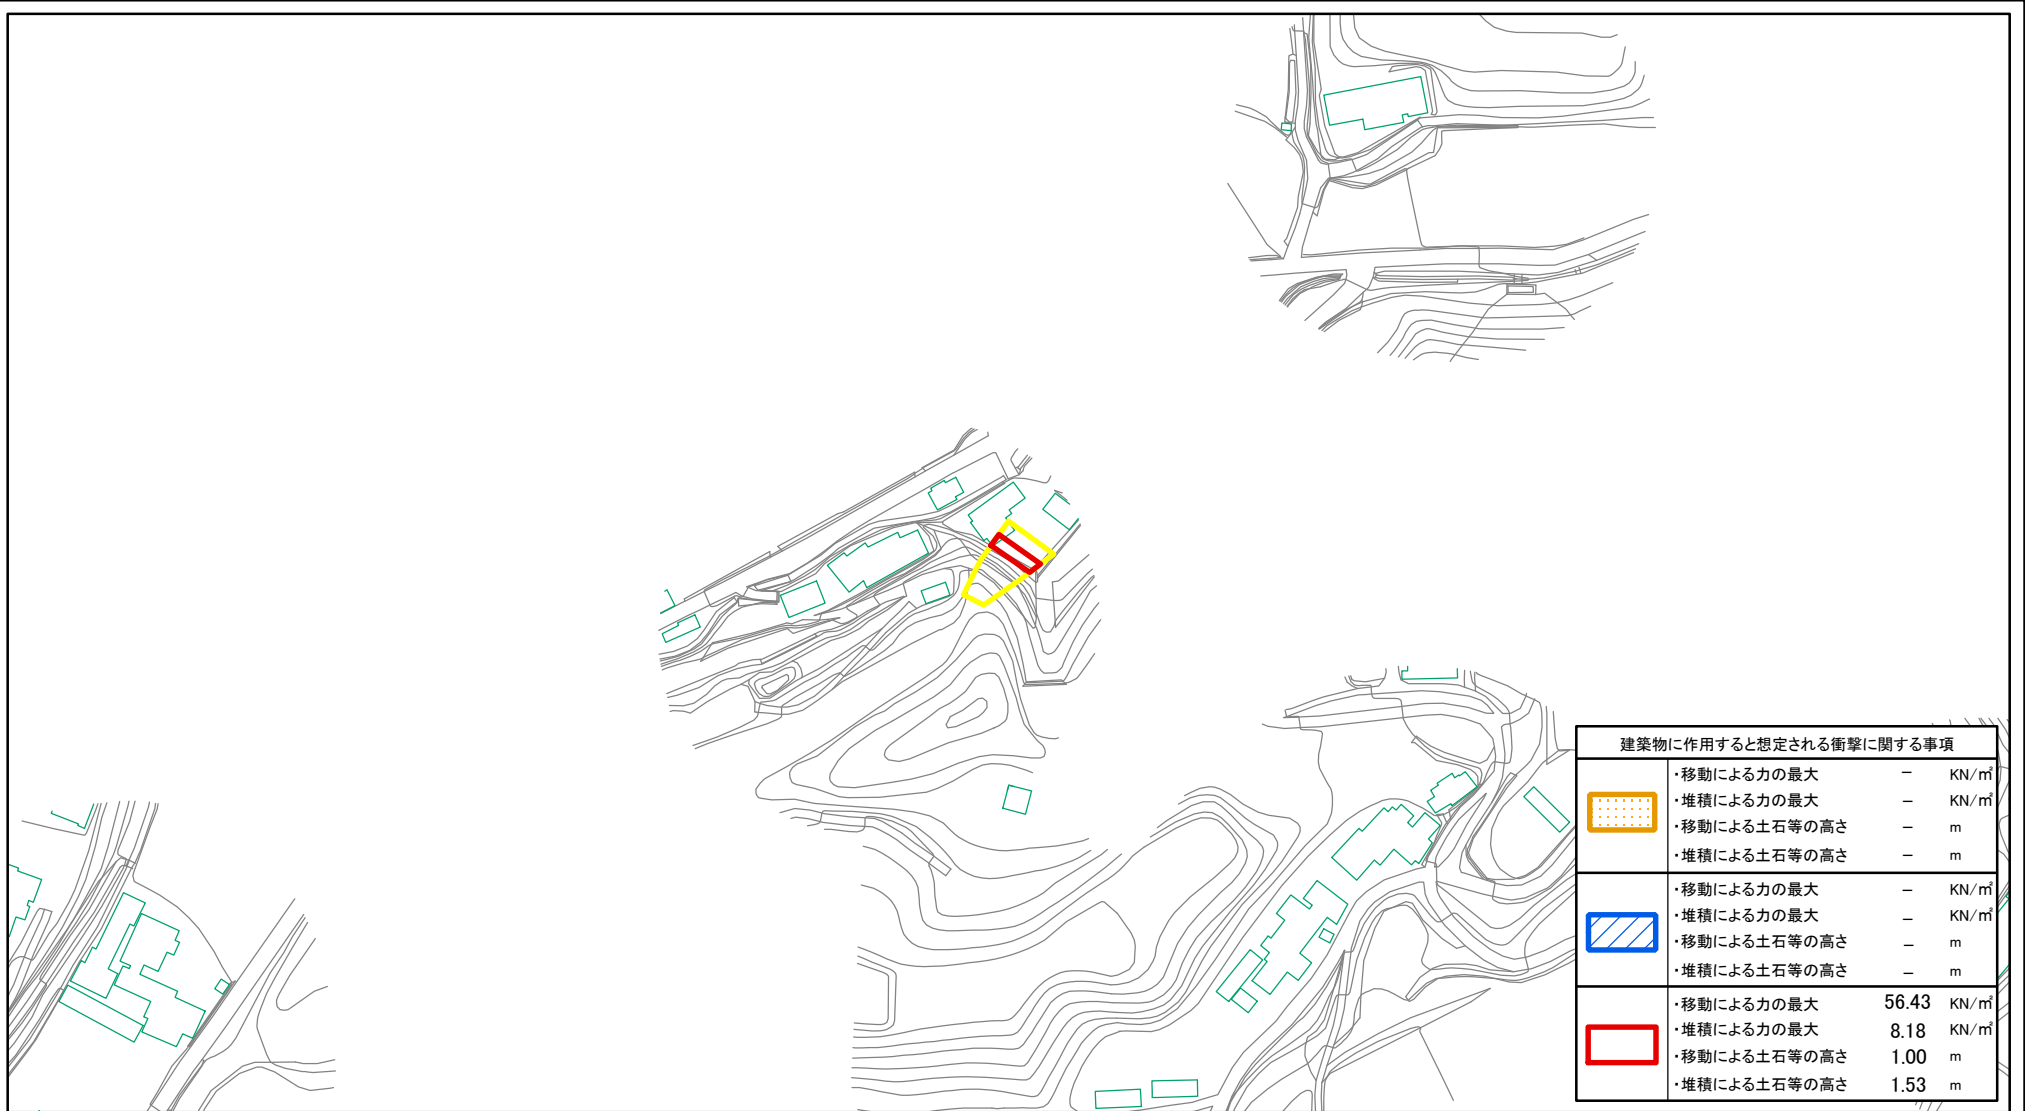 建築物に作用すると想定される衝撃に関する事項
・移動による力の最大 － KN/㎡
・堆積による力の最大 － KN/㎡
・移動による土石等の高さ － m
・堆積による土石等の高さ － m
・移動による力の最大 － KN/㎡
・堆積による力の最大 － KN/㎡
・移動による土石等の高さ － m
・堆積による土石等の高さ － m
・移動による力の最大 56.43 KN/㎡
・堆積による力の最大 8.18 KN/㎡
・移動による土石等の高さ 1.00 m
・堆積による土石等の高さ 1.53 m